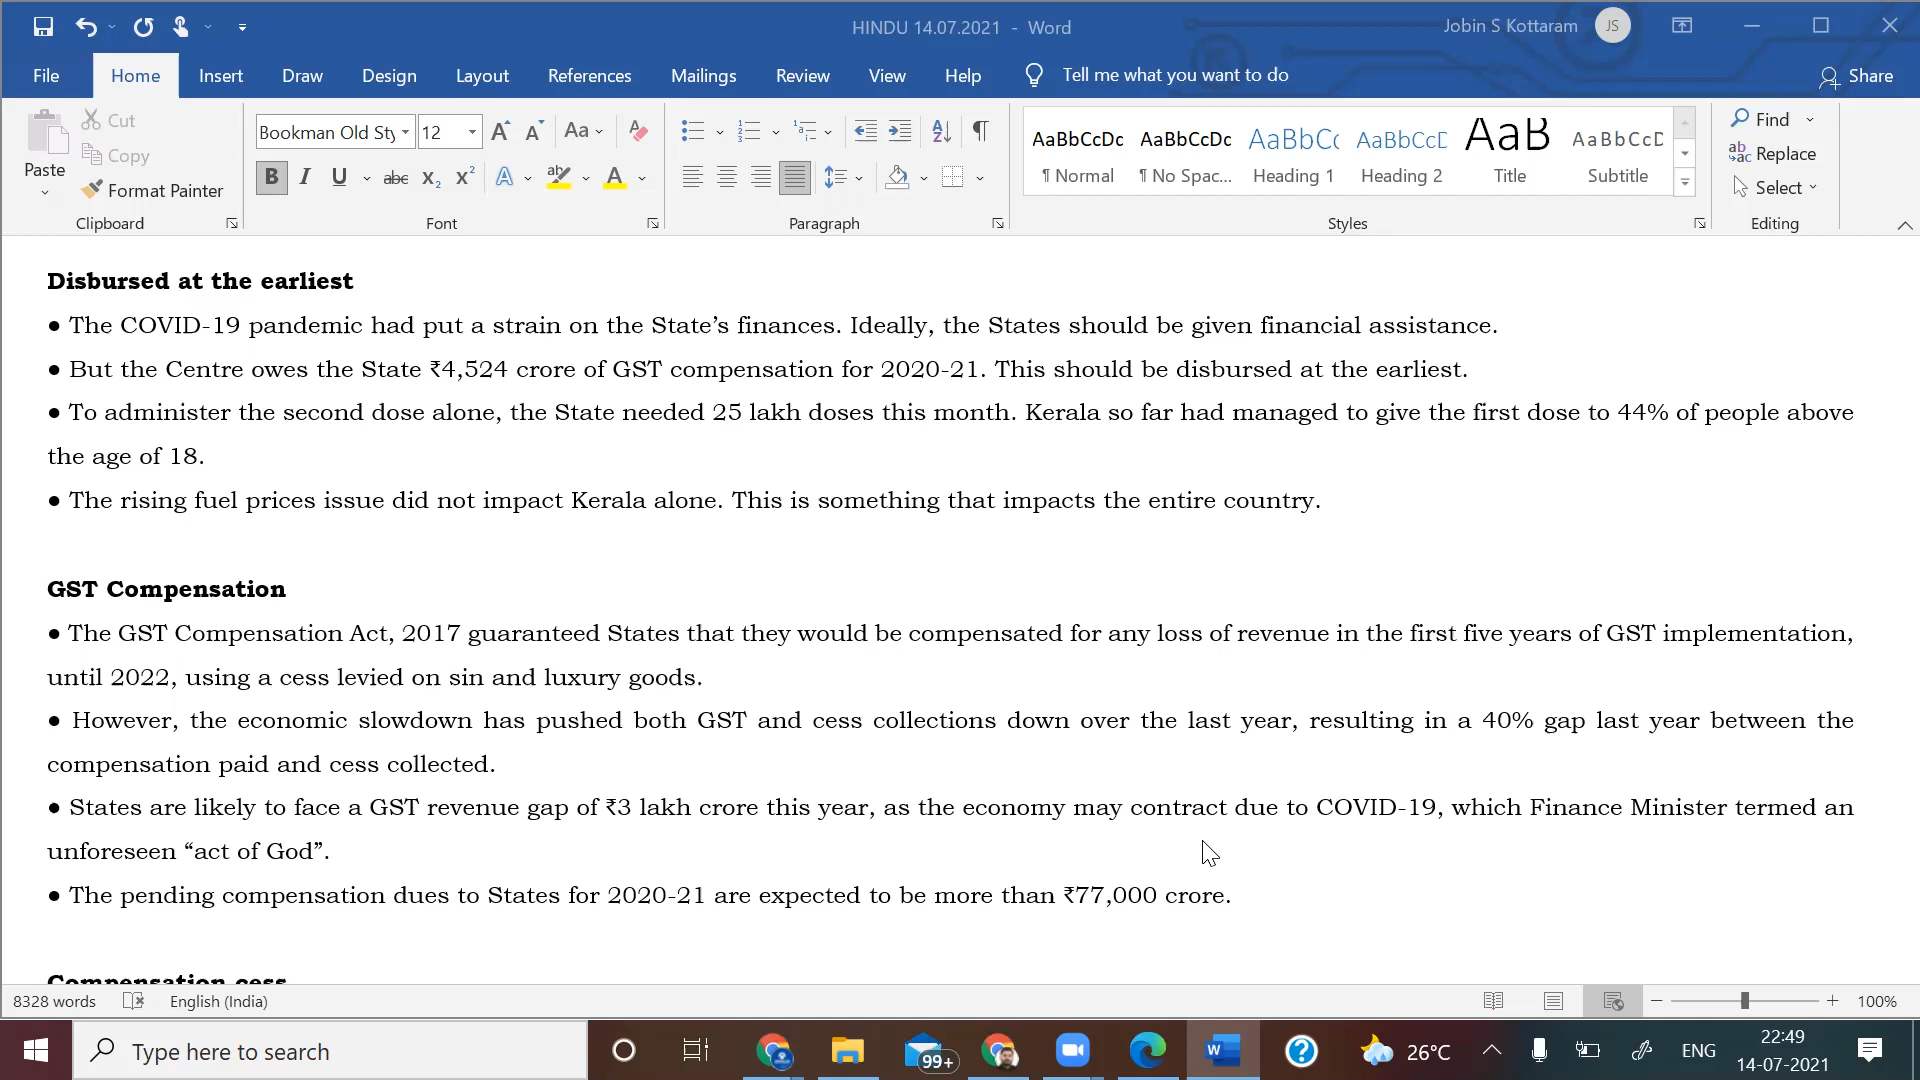 HINDU 14.07.2021 - Word
Jobin S Kottaram
JS
File Home Insert Draw Design Layout References Mailings Review View Help Tell me what you want to do Share
Paste
Cut
Copy
Format Painter
Clipboard
Bookman Old Sty 12
Font
Paragraph
AaBbCcDc AaBbCcDc AaBbCc AaBbCcD AaB AaBbCcD
¶ Normal ¶ No Spac... Heading 1 Heading 2 Title Subtitle
Styles
Find
Replace
Select
Editing
Disbursed at the earliest
● The COVID-19 pandemic had put a strain on the State’s finances. Ideally, the States should be given financial assistance.
● But the Centre owes the State ₹4,524 crore of GST compensation for 2020-21. This should be disbursed at the earliest.
● To administer the second dose alone, the State needed 25 lakh doses this month. Kerala so far had managed to give the first dose to 44% of people above
the age of 18.
● The rising fuel prices issue did not impact Kerala alone. This is something that impacts the entire country.
GST Compensation
● The GST Compensation Act, 2017 guaranteed States that they would be compensated for any loss of revenue in the first five years of GST implementation,
until 2022, using a cess levied on sin and luxury goods.
● However, the economic slowdown has pushed both GST and cess collections down over the last year, resulting in a 40% gap last year between the
compensation paid and cess collected.
● States are likely to face a GST revenue gap of ₹3 lakh crore this year, as the economy may contract due to COVID-19, which Finance Minister termed an
unforeseen “act of God”.
● The pending compensation dues to States for 2020-21 are expected to be more than ₹77,000 crore.
Compensation cess
8328 words English (India) 100%
Type here to search
99+
26°C
ENG
22:49
14-07-2021